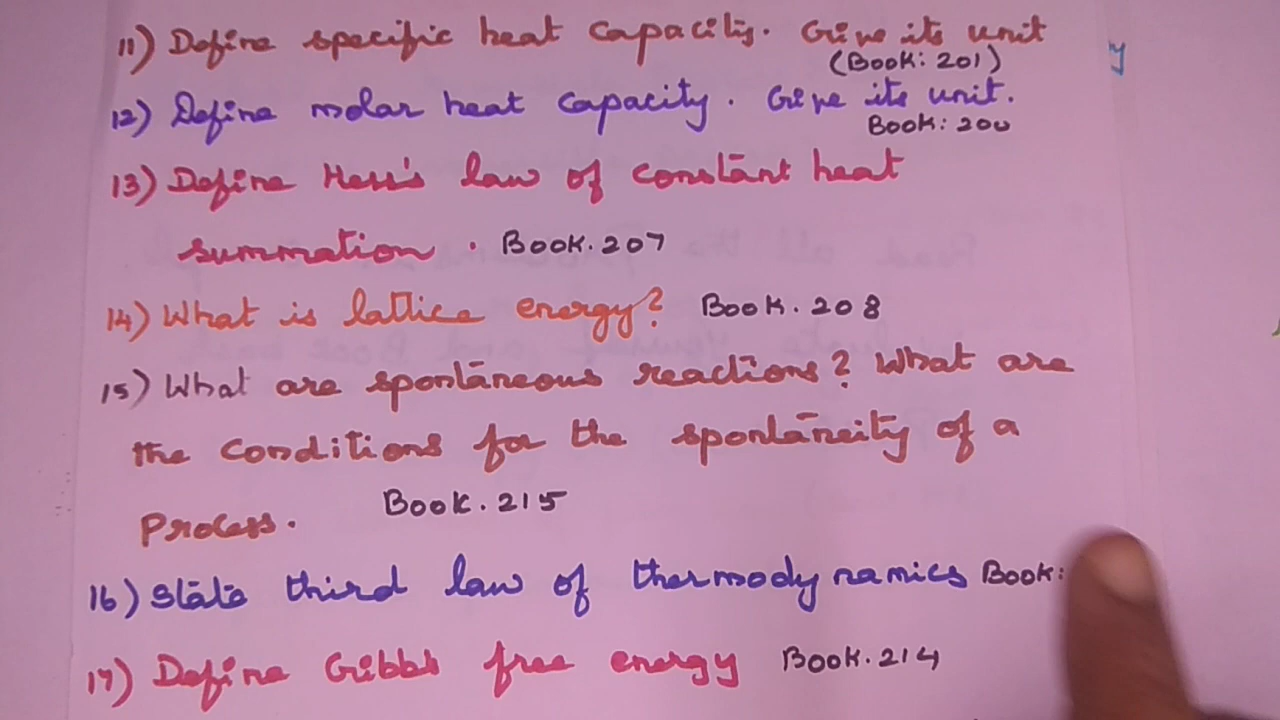 11) Define specific heat capacity. Give its unit
(Book: 201)
12) Define molar heat capacity. Give its unit.
Book: 200
13) Define Hess's law of constant heat
summation. Book. 207
14) What is lattice energy? Book. 208
15) What are spontaneous reactions? What are
the conditions for the spontaneity of a
Process. Book. 215
16) State third law of thermodynamics Book:
17) Define Gibbs free energy Book. 214